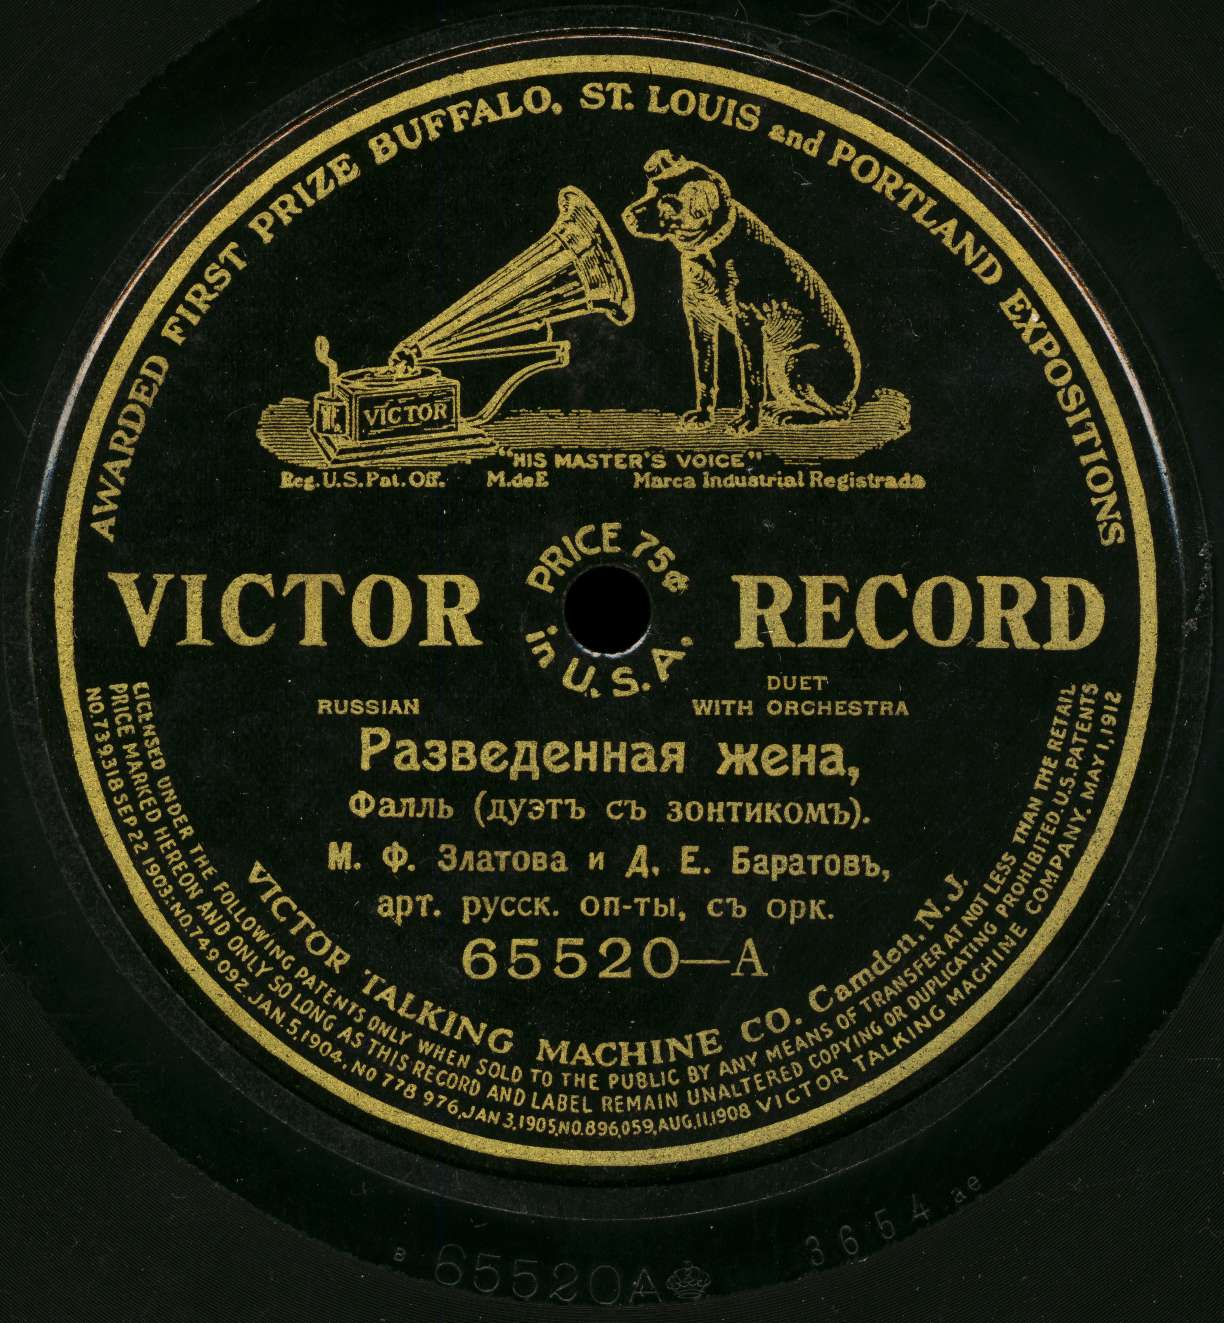 AWARDED FIRST PRIZE BUFFALO, ST. LOUIS and PORTLAND EXPOSITIONS
VICTOR
"HIS MASTER'S VOICE"
Reg. U.S. Pat. Off. M.deE Marca Industrial Registrada
PRICE 75¢
in U.S.A.
VICTOR RECORD
DUET
RUSSIAN WITH ORCHESTRA
Разведенная жена,
Фалль (дуэтъ съ зонтикомъ).
М. Ф. Златова и Д. Е. Баратовъ,
арт. русск. оп-ты, съ орк.
65520—A
VICTOR TALKING MACHINE CO. Camden, N.J.
LICENSED UNDER THE FOLLOWING PATENTS ONLY WHEN SOLD TO THE PUBLIC BY ANY MEANS OF TRANSFER AT NOT LESS THAN THE RETAIL
PRICE MARKED HEREON AND ONLY SO LONG AS THIS RECORD AND LABEL REMAIN UNALTERED COPYING OR DUPLICATING PROHIBITED. U.S. PATENTS
NO. 739318 SEP. 22 1903. NO. 749092. JAN. 5, 1904, NO 778 976, JAN 3, 1905, NO. 896,059, AUG. 11. 1908 VICTOR TALKING MACHINE COMPANY. MAY 1, 1912
B 65520A
3654 ae